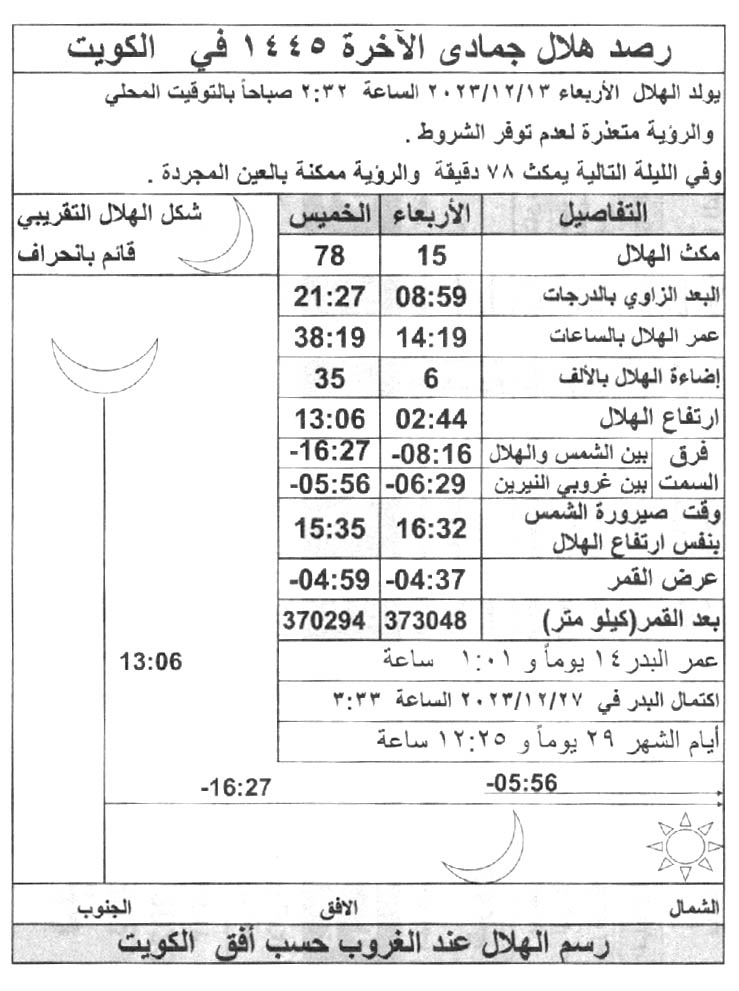 رصد هلال جمادى الآخرة ١٤٤٥ في الكويت
يولد الهلال الأربعاء ٢٠٢٣/١٢/١٣ الساعة ٢:٣٢ صباحاً بالتوقيت المحلي
والرؤية متعذرة لعدم توفر الشروط .
وفي الليلة التالية يمكث ٧٨ دقيقة والرؤية ممكنة بالعين المجردة .
التفاصيل الأربعاء الخميس
شكل الهلال التقريبي
قائم بانحراف
مكث الهلال 15 78
البعد الزاوي بالدرجات 08:59 21:27
عمر الهلال بالساعات 14:19 38:19
إضاءة الهلال بالألف 6 35
ارتفاع الهلال 02:44 13:06
فرق السمت
بين الشمس والهلال -08:16 -16:27
بين غروبي النيرين -06:29 -05:56
وقت صيرورة الشمس
بنفس ارتفاع الهلال 16:32 15:35
عرض القمر -04:37 -04:59
بعد القمر(كيلو متر) 373048 370294
عمر البدر ١٤ يوماً و ١:٠١ ساعة
اكتمال البدر في ٢٠٢٣/١٢/٢٧ الساعة ٣:٣٣
أيام الشهر ٢٩ يوماً و ١٢:٢٥ ساعة
13:06
-05:56
-16:27
الشمال الافق الجنوب
رسم الهلال عند الغروب حسب أفق الكويت